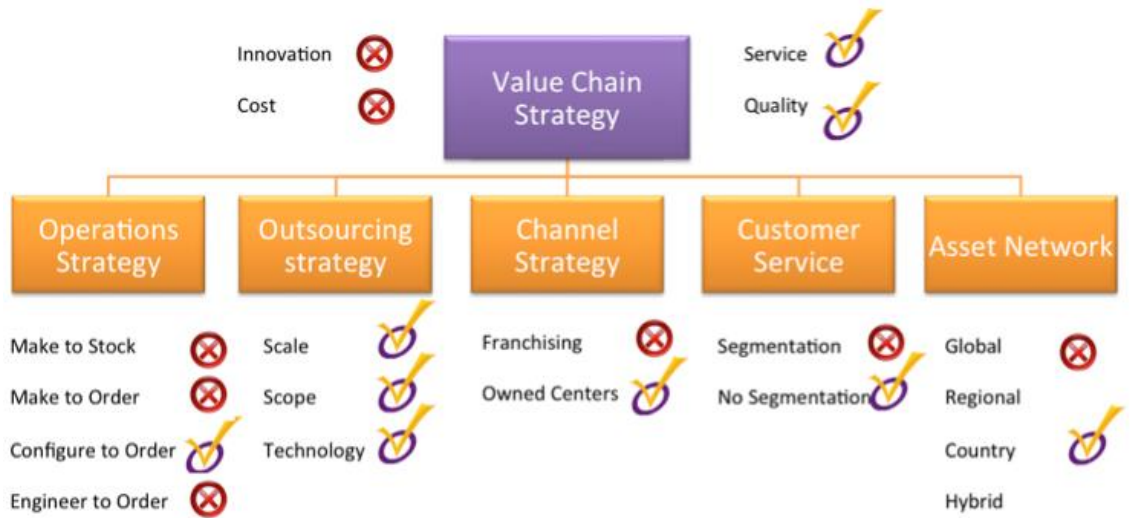 Innovation
Cost
Value Chain
Strategy
Service
Quality
Operations
Strategy
Outsourcing
strategy
Channel
Strategy
Customer
Service
Asset Network
Make to Stock
Make to Order
Configure to Order
Engineer to Order
Scale
Scope
Technology
Franchising
Owned Centers
Segmentation
No Segmentation
Global
Regional
Country
Hybrid